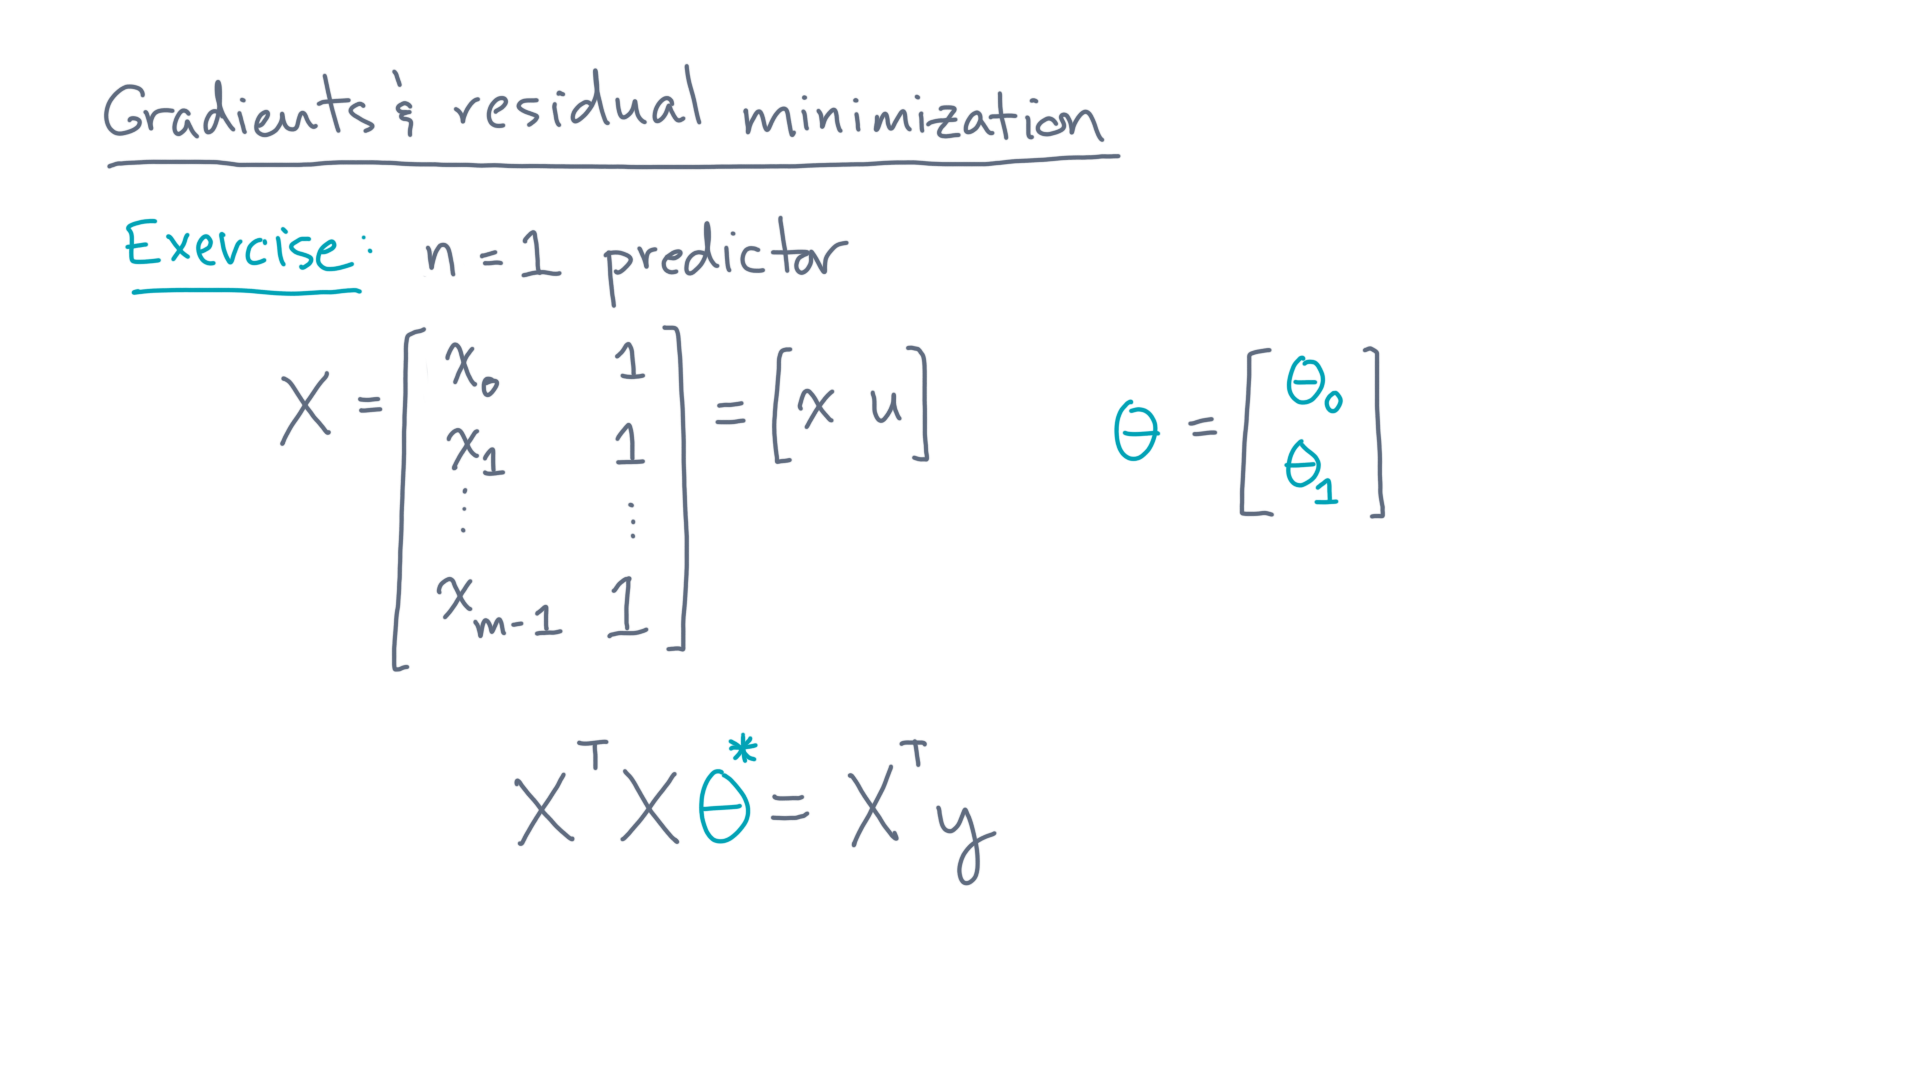 Gradients & residual minimization
Exercise: n = 1 predictor
X = [ x₀ 1 ; x₁ 1 ; ⋮ ⋮ ; x_{m-1} 1 ] = [ x u ]   θ = [ θ₀ ; θ₁ ]
XᵀXθ* = Xᵀy